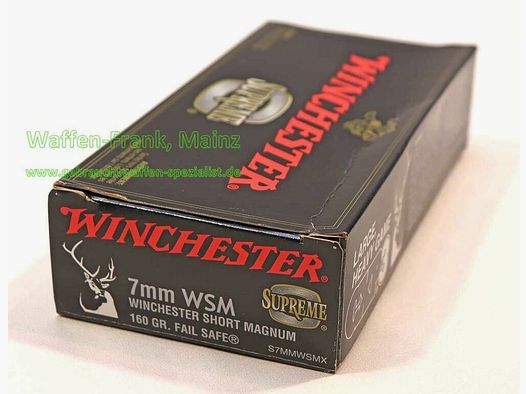 WINCHESTER®
SUPREME
Waffen-Frank, Mainz
www.gebrauchtwaffen-spezialist.de
LARGE
HEAVY GAME
WINCHESTER®
7mm WSM
WINCHESTER SHORT MAGNUM
160 GR. FAIL SAFE®
SUPREME®
S7MMWSMX